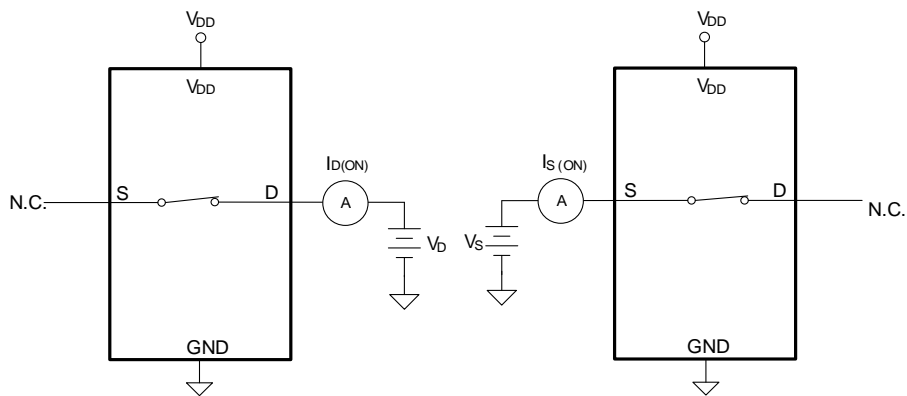 VDD
VDD
N.C.
S
D
ID(ON)
A
VD
GND
VDD
VDD
IS (ON)
A
VS
S
D
N.C.
GND